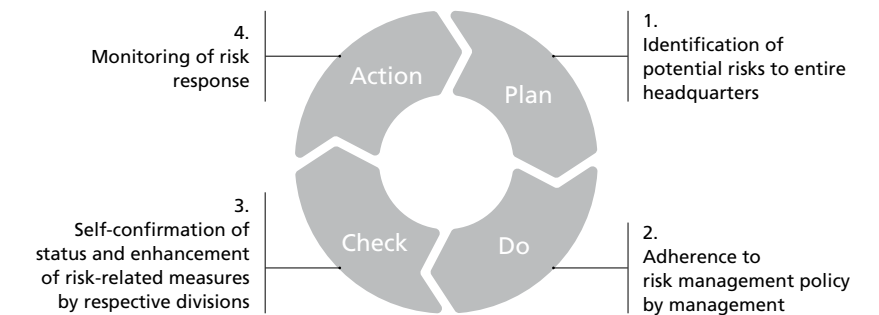 1.
Identification of
potential risks to entire
headquarters
Plan
2.
Adherence to
risk management policy
by management
Do
3.
Self-confirmation of
status and enhancement
of risk-related measures
by respective divisions
Check
4.
Monitoring of risk
response
Action